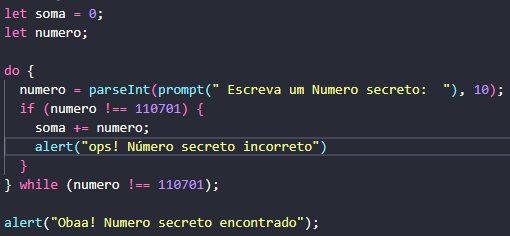 let soma = 0;
let numero;
do {
numero = parseInt(prompt(" Escreva um Numero secreto:  "), 10);
if (numero !== 110701) {
soma += numero;
alert("ops! Número secreto incorreto")
}
} while (numero !== 110701);
alert("Obaa! Numero secreto encontrado");